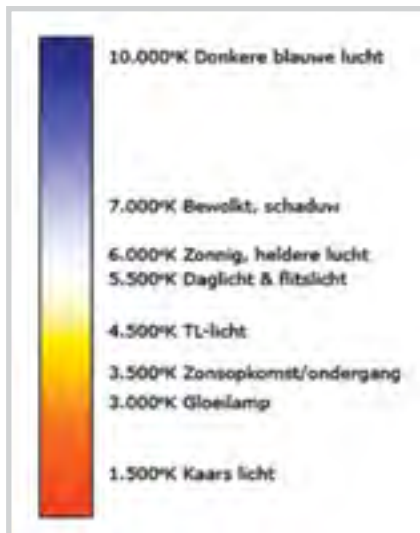 10.000°K Donkere blauwe lucht
7.000°K Bewolkt, schaduw
6.000°K Zonnig, heldere lucht
5.500°K Daglicht & flitslicht
4.500°K TL-licht
3.500°K Zonsopkomst/ondergang
3.000°K Gloeilamp
1.500°K Kaars licht